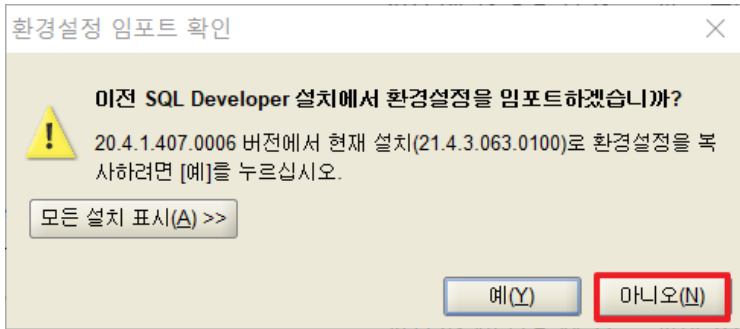 환경설정 임포트 확인
이전 SQL Developer 설치에서 환경설정을 임포트하겠습니까?
20.4.1.407.0006 버전에서 현재 설치(21.4.3.063.0100)로 환경설정을 복
사하려면 [예]를 누르십시오.
모든 설치 표시(A) >>
예(Y)
아니오(N)